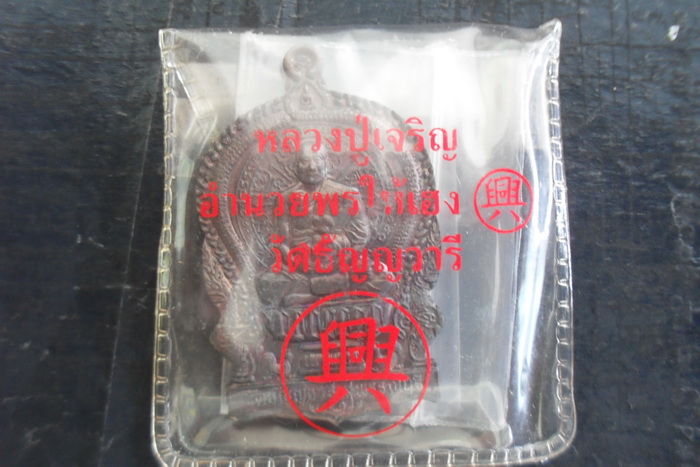 หลวงปู่เจริญ
อำนวยพรให้เฮง 興
วัดธัญญวารี
興